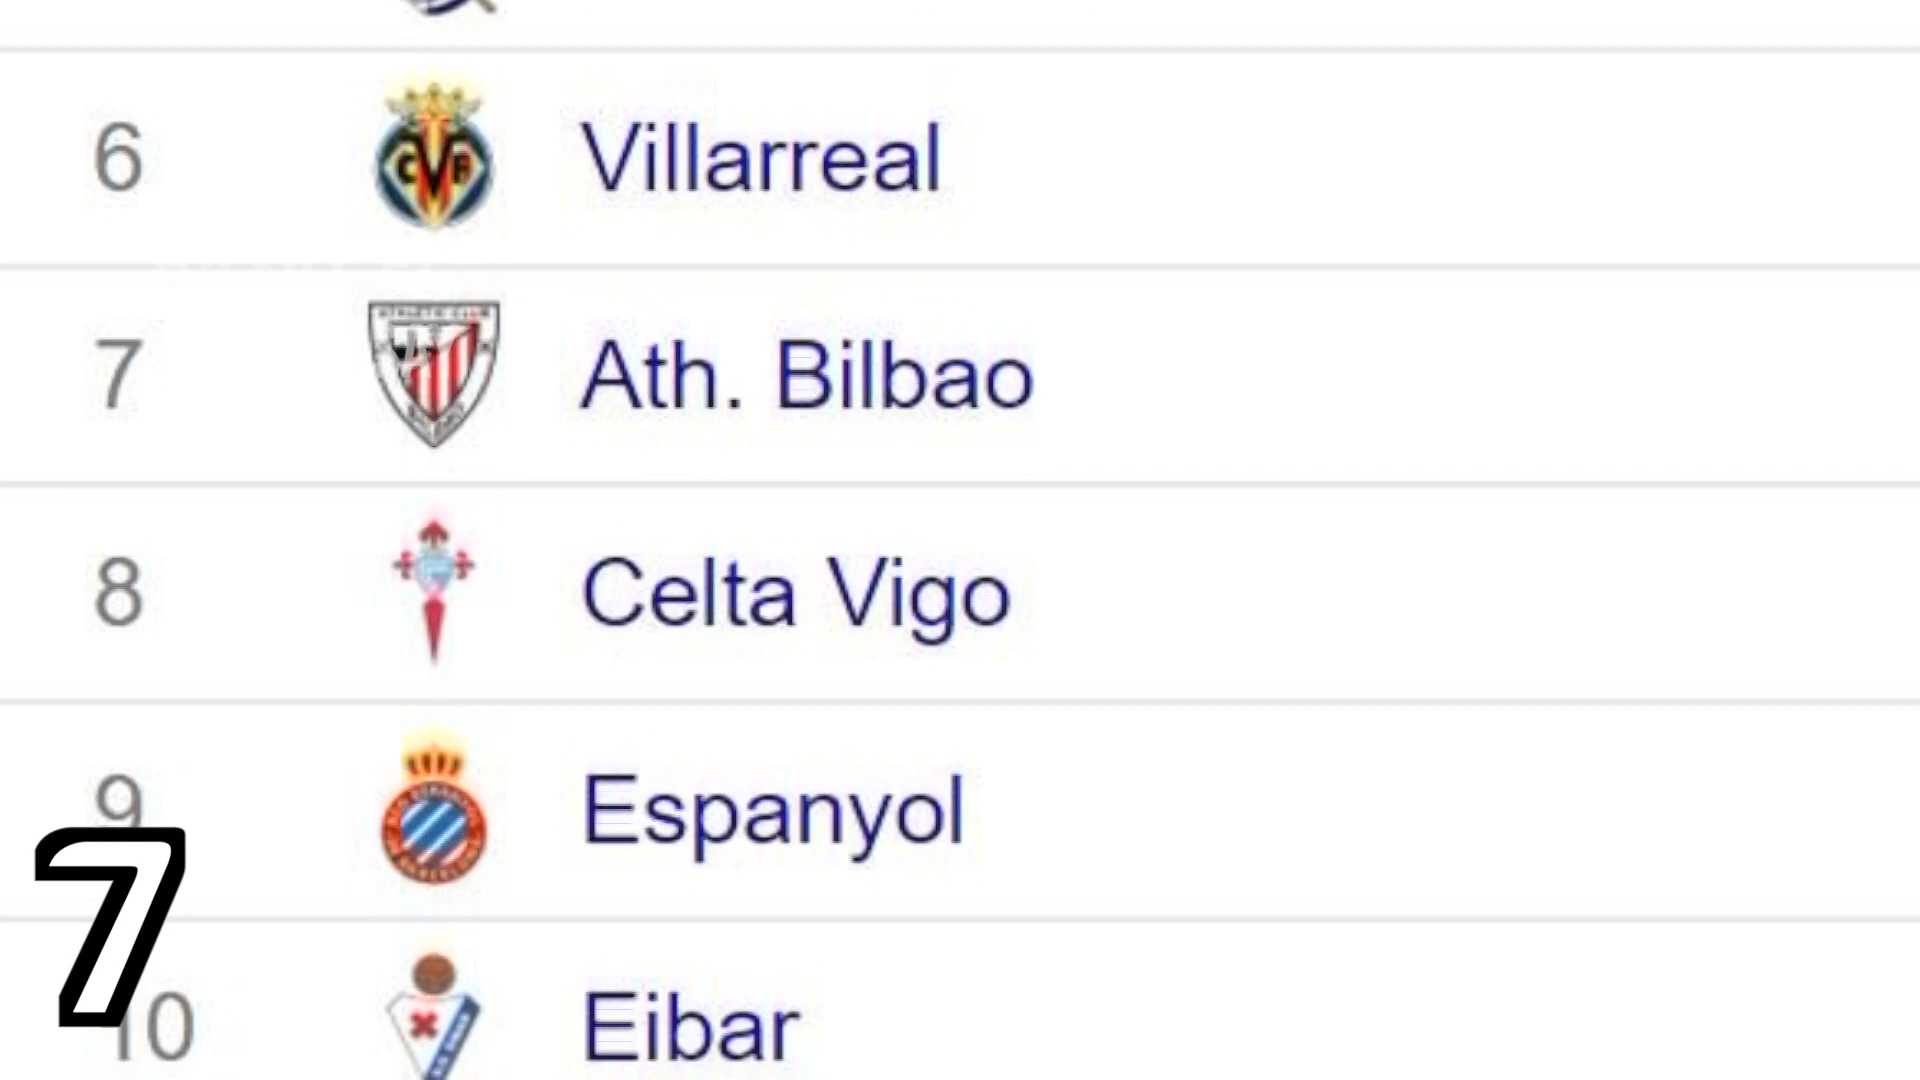 6 Villarreal
7 Ath. Bilbao
8 Celta Vigo
9 Espanyol
7
10 Eibar